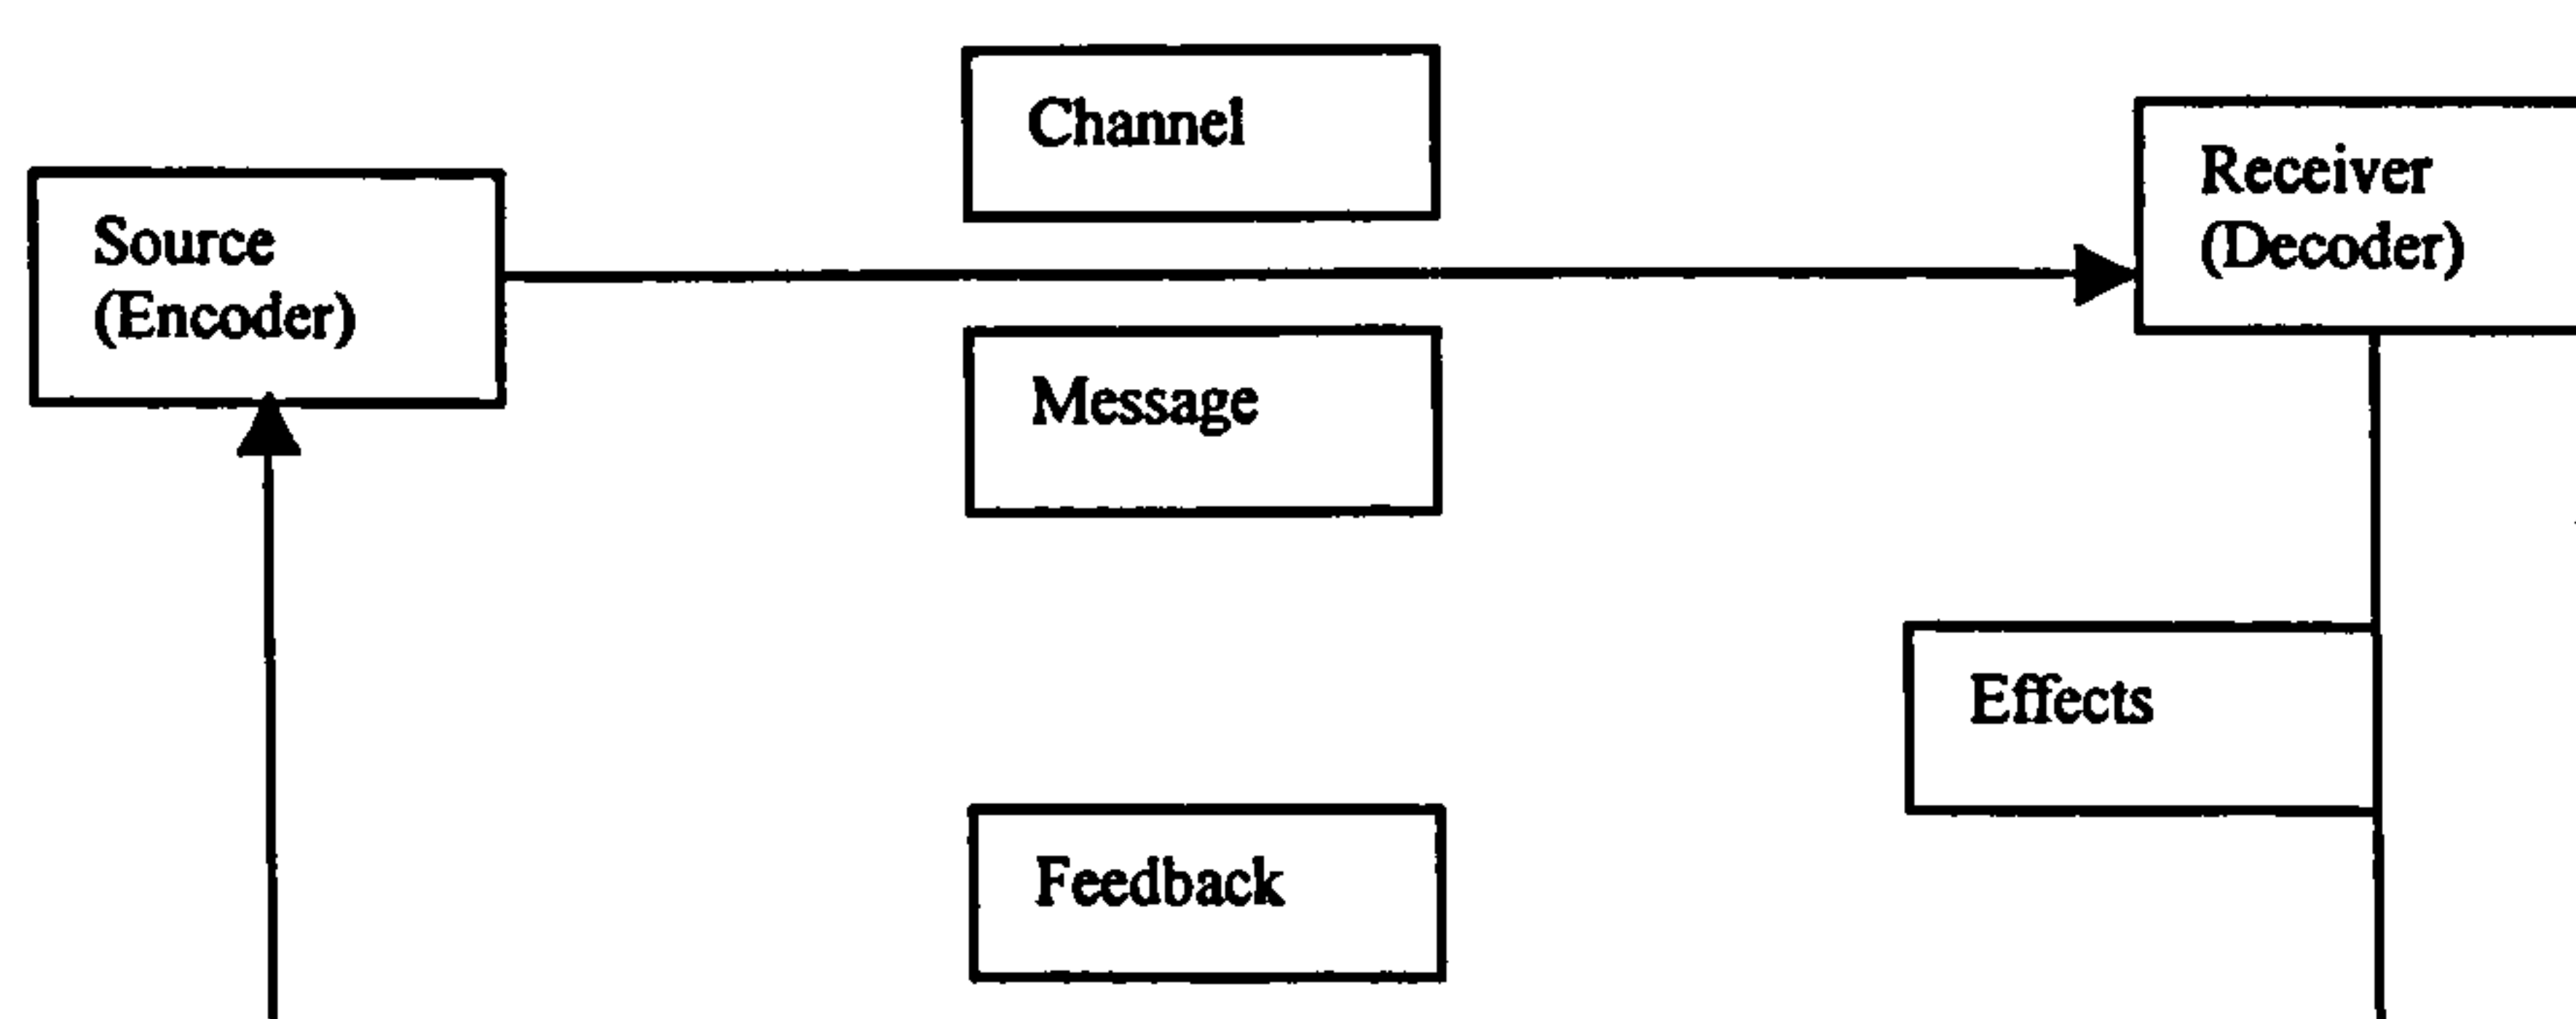 Channel
Source
(Encoder)
Receiver
(Decoder)
Message
Effects
Feedback